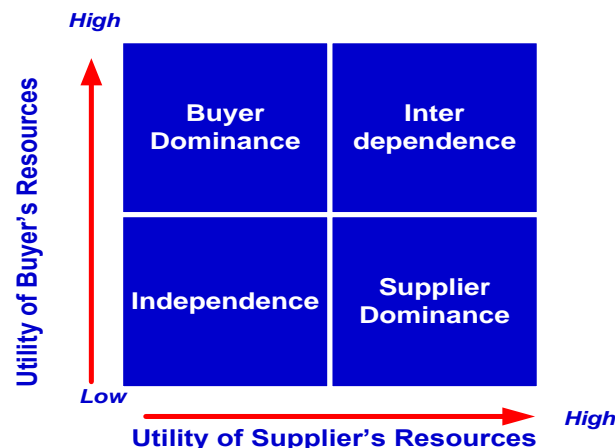 High
Utility of Buyer's Resources
Buyer
Dominance
Inter
dependence
Independence
Supplier
Dominance
Low
High
Utility of Supplier's Resources